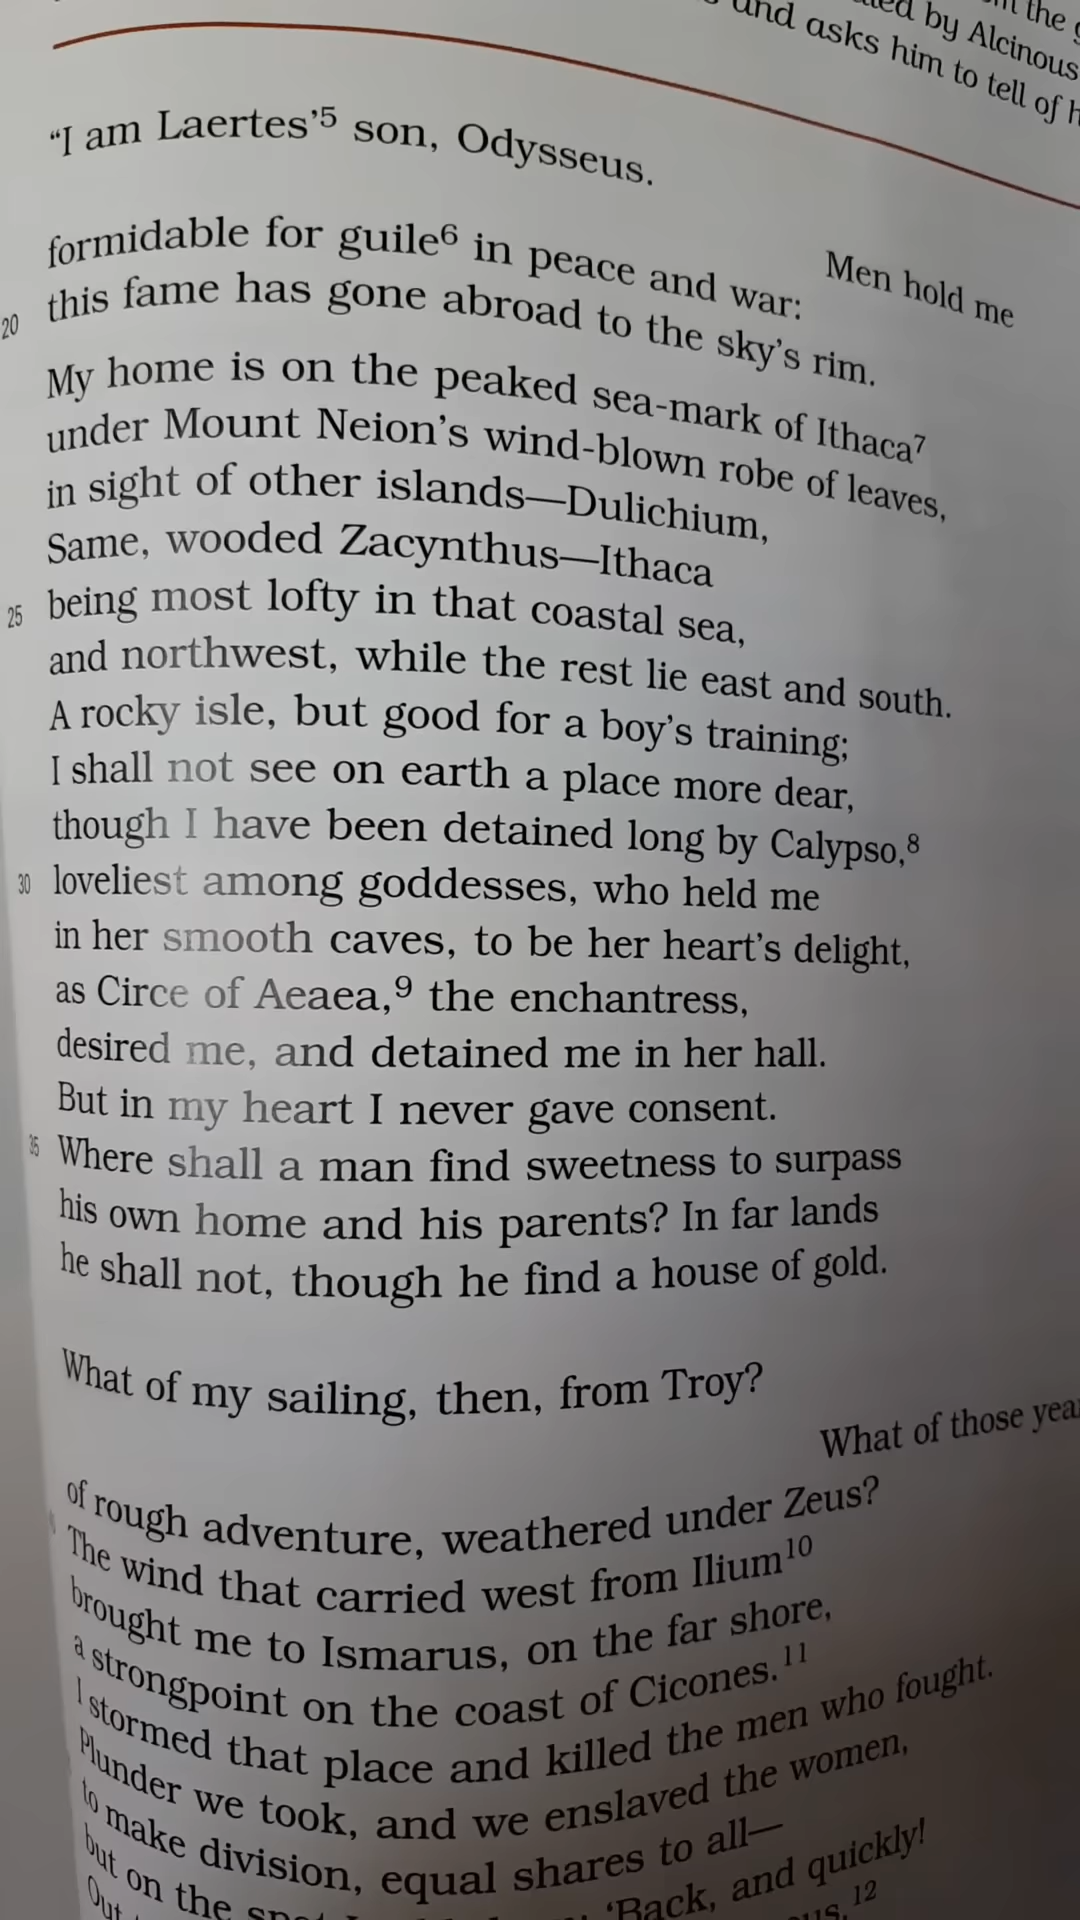 the
by Alcinous
and asks him to tell of
“I am Laertes’5 son, Odysseus.
Men hold me
formidable for guile6 in peace and war:
20 this fame has gone abroad to the sky’s rim.
My home is on the peaked sea-mark of Ithaca7
under Mount Neion’s wind-blown robe of leaves,
in sight of other islands—Dulichium,
Same, wooded Zacynthus—Ithaca
25 being most lofty in that coastal sea,
and northwest, while the rest lie east and south.
A rocky isle, but good for a boy’s training;
I shall not see on earth a place more dear,
though I have been detained long by Calypso,8
30 loveliest among goddesses, who held me
in her smooth caves, to be her heart’s delight,
as Circe of Aeaea,9 the enchantress,
desired me, and detained me in her hall.
But in my heart I never gave consent.
35 Where shall a man find sweetness to surpass
his own home and his parents? In far lands
he shall not, though he find a house of gold.
What of my sailing, then, from Troy?
What of those
of rough adventure, weathered under Zeus?
The wind that carried west from Ilium10
brought me to Ismarus, on the far shore,
a strongpoint on the coast of Cicones.11
I stormed that place and killed the men who fought.
Plunder we took, and we enslaved the women,
to make division, equal shares to all—
but on the ‘Back, and quickly!
Out 12